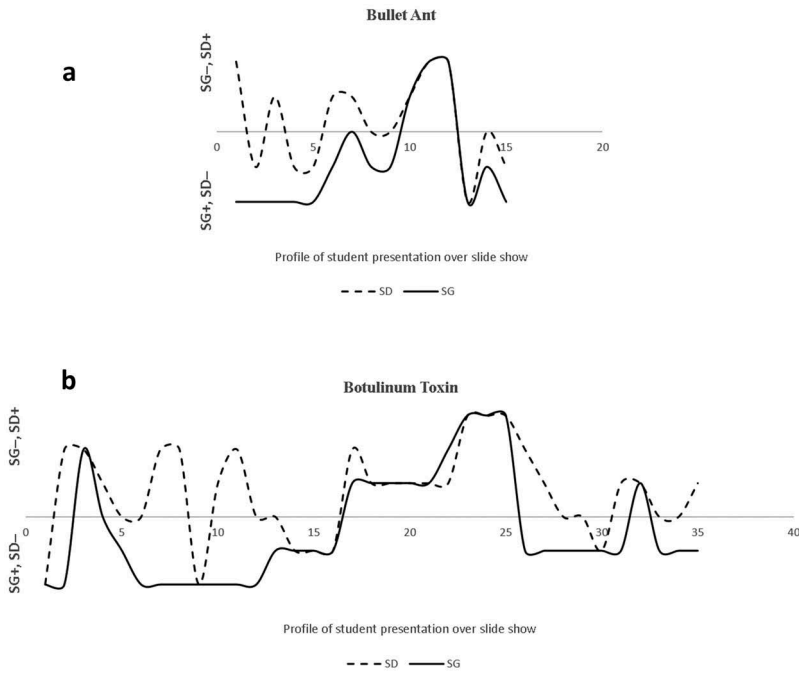 Bullet Ant
a
SG−, SD+
SG+, SD−
0 5 10 15 20
Profile of student presentation over slide show
SD SG
b
Botulinum Toxin
SG−, SD+
SG+, SD−
0 5 10 15 20 25 30 35 40
Profile of student presentation over slide show
SD SG